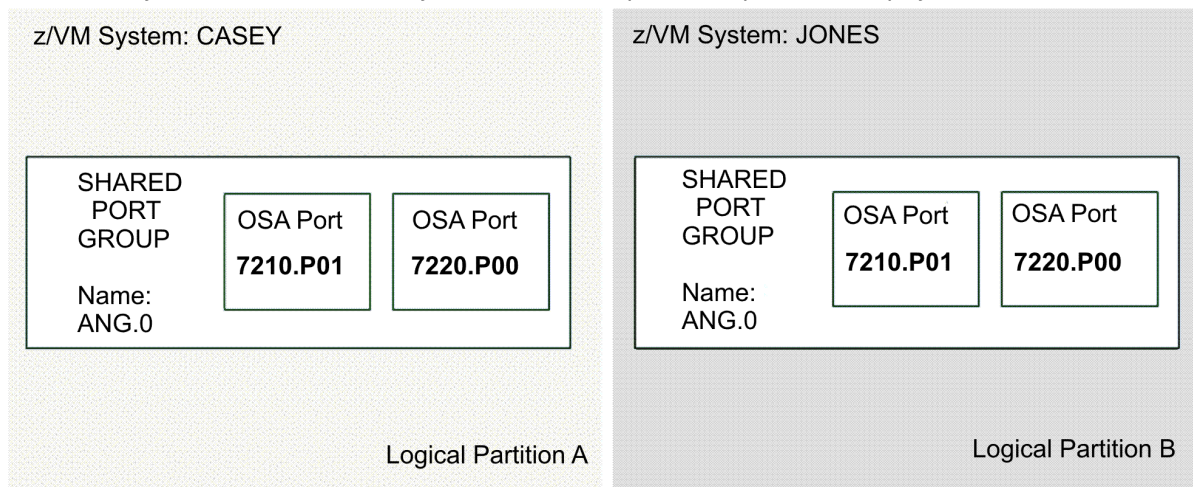 z/VM System: CASEY
SHARED
PORT
GROUP
Name:
ANG.0
OSA Port
7210.P01
OSA Port
7220.P00
Logical Partition A
z/VM System: JONES
SHARED
PORT
GROUP
Name:
ANG.0
OSA Port
7210.P01
OSA Port
7220.P00
Logical Partition B